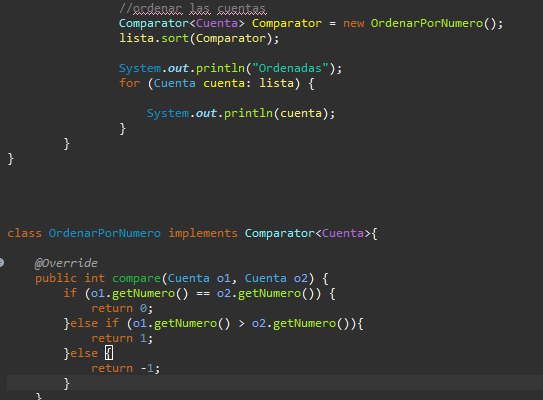 //ordenar las cuentas
Comparator<Cuenta> Comparator = new OrdenarPorNumero();
lista.sort(Comparator);
System.out.println("Ordenadas");
for (Cuenta cuenta: lista) {
System.out.println(cuenta);
}
}
}
class OrdenarPorNumero implements Comparator<Cuenta>{
@Override
public int compare(Cuenta o1, Cuenta o2) {
if (o1.getNumero() == o2.getNumero()) {
return 0;
}else if (o1.getNumero() > o2.getNumero()){
return 1;
}else {
return -1;
}
}